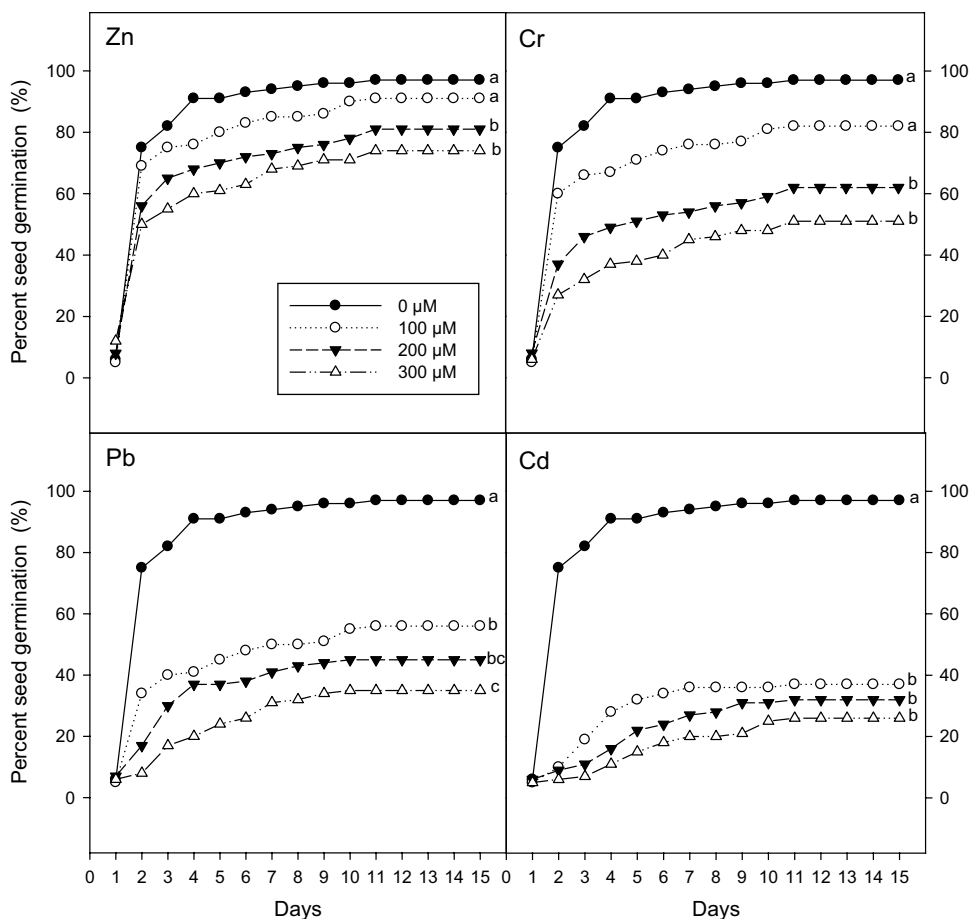 Zn
Percent seed germination (%)
100
80
60
40
20
0
a
a
b
b
0 µM
100 µM
200 µM
300 µM
Cr
a
a
b
b
100
80
60
40
20
0
Pb
Percent seed germination (%)
100
80
60
40
20
0
a
b
bc
c
0 1 2 3 4 5 6 7 8 9 10 11 12 13 14 15
Days
Cd
a
b
b
b
100
80
60
40
20
0
0 1 2 3 4 5 6 7 8 9 10 11 12 13 14 15
Days